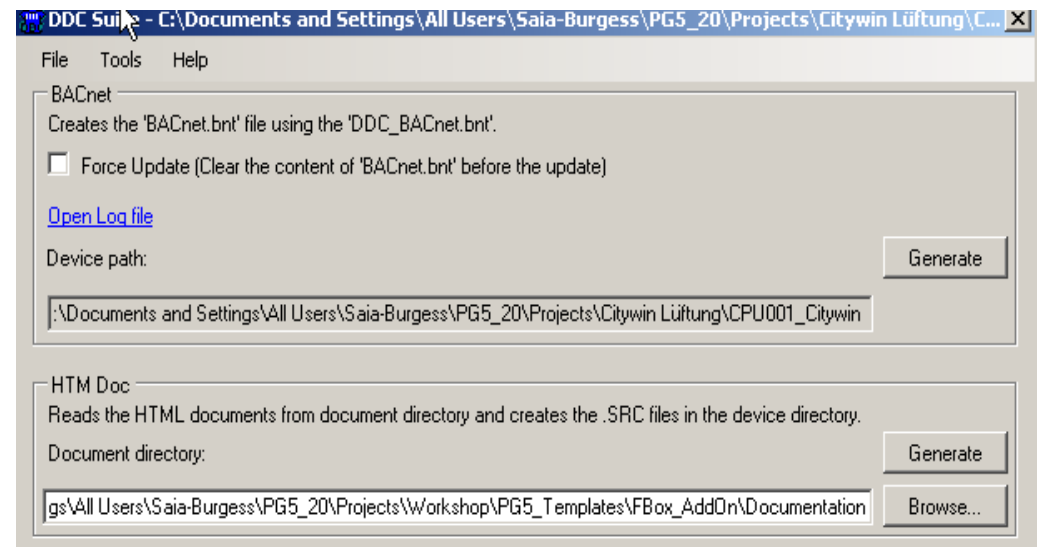 DDC Suite - C:\Documents and Settings\All Users\Saia-Burgess\PG5_20\Projects\Citywin Lüftung\C...
File Tools Help
BACnet
Creates the 'BACnet.bnt' file using the 'DDC_BACnet.bnt'.
Force Update (Clear the content of 'BACnet.bnt' before the update)
Open Log file
Device path: Generate
:\Documents and Settings\All Users\Saia-Burgess\PG5_20\Projects\Citywin Lüftung\CPU001_Citywin
HTM Doc
Reads the HTML documents from document directory and creates the .SRC files in the device directory.
Document directory: Generate
gs\All Users\Saia-Burgess\PG5_20\Projects\\Workshop\PG5_Templates\FBox_AddOn\Documentation Browse...